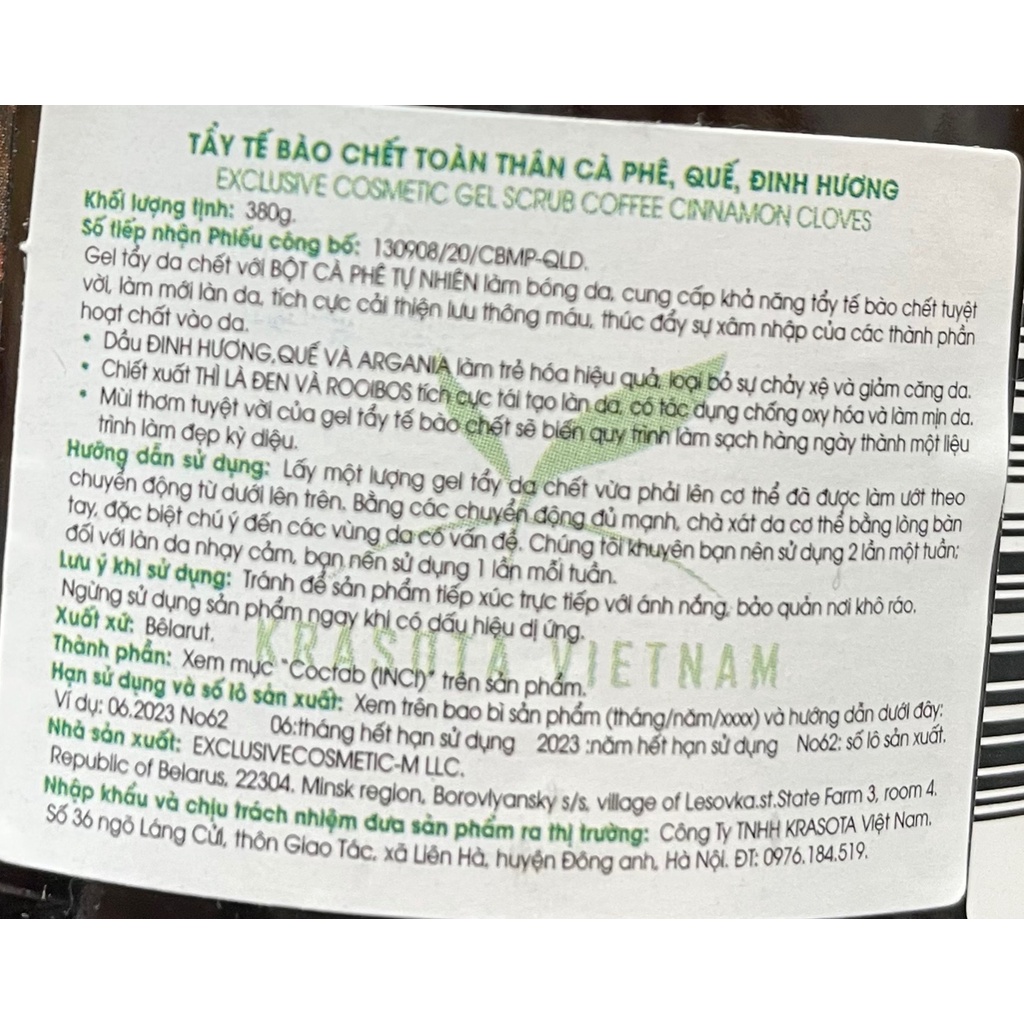 TẨY TẾ BÀO CHẾT TOÀN THÂN CÀ PHÊ, QUẾ, ĐINH HƯƠNG
EXCLUSIVE COSMETIC GEL SCRUB COFFEE CINNAMON CLOVES
Khối lượng tịnh: 380g.
Số tiếp nhận Phiếu công bố: 130908/20/CBMP-QLD.
Gel tẩy da chết với BỘT CÀ PHÊ TỰ NHIÊN làm bóng da, cung cấp khả năng tẩy tế bào chết tuyệt
vời, làm mới làn da, tích cực cải thiện lưu thông máu, thúc đẩy sự xâm nhập của các thành phần
hoạt chất vào da.
• Dầu ĐINH HƯƠNG,QUẾ VÀ ARGANIA làm trẻ hóa hiệu quả, loại bỏ sự chảy xệ và giảm căng da.
• Chiết xuất THÌ LÀ ĐEN VÀ ROOIBOS tích cực tái tạo làn da, có tác dụng chống oxy hóa và làm mịn da.
• Mùi thơm tuyệt vời của gel tẩy tế bào chết sẽ biến quy trình làm sạch hàng ngày thành một liệu
trình làm đẹp kỳ diệu.
Hướng dẫn sử dụng: Lấy một lượng gel tẩy da chết vừa phải lên cơ thể đã được làm ướt theo
chuyển động từ dưới lên trên. Bằng các chuyển động đủ mạnh, chà xát da cơ thể bằng lòng bàn
tay, đặc biệt chú ý đến các vùng da có vấn đề. Chúng tôi khuyên bạn nên sử dụng 2 lần một tuần;
đối với làn da nhạy cảm, bạn nên sử dụng 1 lần mỗi tuần.
Lưu ý khi sử dụng: Tránh để sản phẩm tiếp xúc trực tiếp với ánh nắng, bảo quản nơi khô ráo.
Ngừng sử dụng sản phẩm ngay khi có dấu hiệu dị ứng.
Xuất xứ: Bêlarut.
KRASOTA VIETNAM
Thành phần: Xem mục "Coctab (INCI)" trên sản phẩm.
Hạn sử dụng và số lô sản xuất: Xem trên bao bì sản phẩm (tháng/năm/xxxx) và hướng dẫn dưới đây:
Ví dụ: 06.2023 No62 06:tháng hết hạn sử dụng 2023 :năm hết hạn sử dụng No62: số lô sản xuất.
Nhà sản xuất: EXCLUSIVECOSMETIC-M LLC.
Republic of Belarus, 22304. Minsk region, Borovlyansky s/s, village of Lesovka.st.State Farm 3, room 4.
Nhập khẩu và chịu trách nhiệm đưa sản phẩm ra thị trường: Công Ty TNHH KRASOTA Việt Nam.
Số 36 ngõ Láng Cửi, thôn Giao Tác, xã Liên Hà, huyện Đông anh, Hà Nội. ĐT: 0976.184.519.